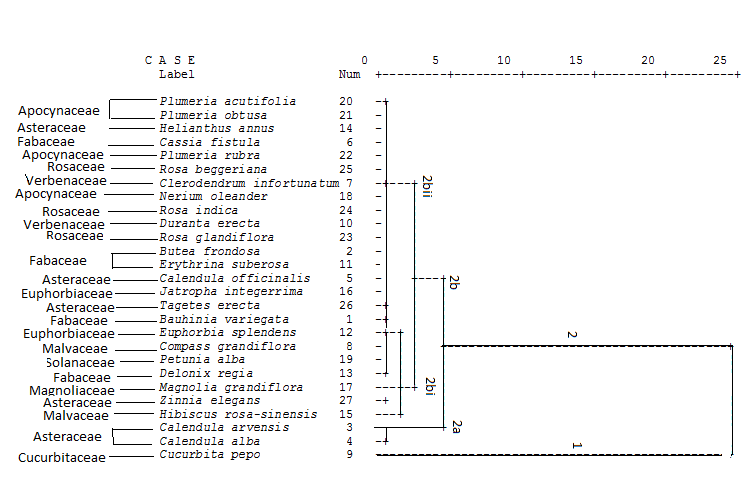 C A S E 0 5 10 15 20 25
Label Num
Apocynaceae Plumeria acutifolia 20
Plumeria obtusa 21
Asteraceae Helianthus annus 14
Fabaceae Cassia fistula 6
Apocynaceae Plumeria rubra 22
Rosaceae Rosa beggeriana 25
Verbenaceae Clerodendrum infortunatum 7 2bii
Apocynaceae Nerium oleander 18
Rosaceae Rosa indica 24
Verbenaceae Duranta erecta 10
Rosaceae Rosa glandiflora 23
Fabaceae Butea frondosa 2
Erythrina suberosa 11
Asteraceae Calendula officinalis 5 2b
Euphorbiaceae Jatropha integerrima 16
Asteraceae Tagetes erecta 26
Fabaceae Bauhinia variegata 1
Euphorbiaceae Euphorbia splendens 12 2
Malvaceae Compass grandiflora 8
Solanaceae Petunia alba 19
Fabaceae Delonix regia 13
Magnoliaceae Magnolia grandiflora 17 2bi
Asteraceae Zinnia elegans 27
Malvaceae Hibiscus rosa-sinensis 15
Asteraceae Calendula arvensis 3 2a
Calendula alba 4 1
Cucurbitaceae Cucurbita pepo 9